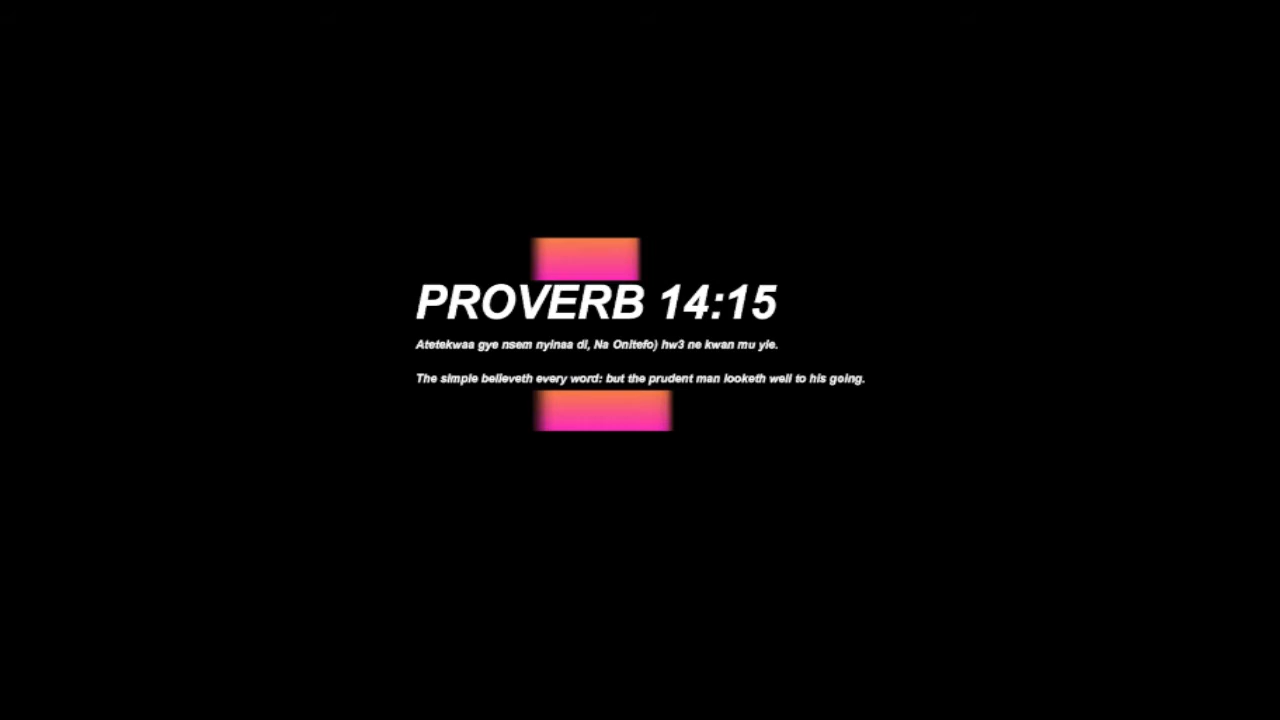 PROVERB 14:15
Atetekwaa gye nsem nyinaa di, Na Onitefo) hw3 ne kwan mu yie.
The simple believeth every word: but the prudent man looketh well to his going.